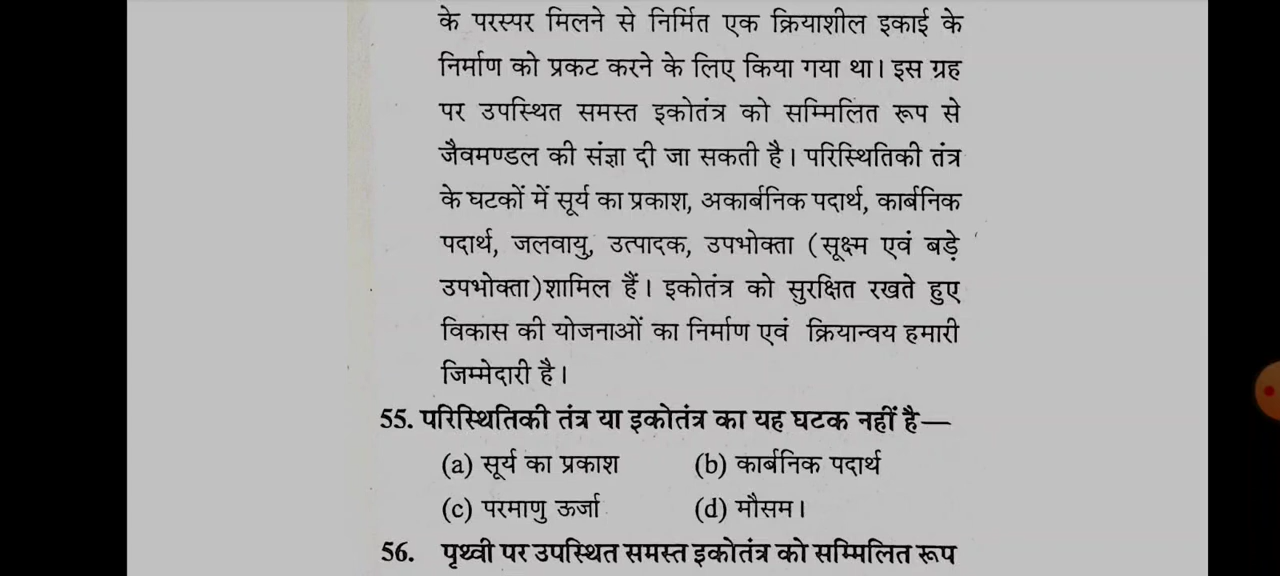 के परस्पर मिलने से निर्मित एक क्रियाशील इकाई के
निर्माण को प्रकट करने के लिए किया गया था। इस ग्रह
पर उपस्थित समस्त इकोतंत्र को सम्मिलित रूप से
जैवमण्डल की संज्ञा दी जा सकती है। परिस्थितिकी तंत्र
के घटकों में सूर्य का प्रकाश, अकार्बनिक पदार्थ, कार्बनिक
पदार्थ, जलवायु, उत्पादक, उपभोक्ता (सूक्ष्म एवं बड़े
उपभोक्ता)शामिल हैं। इकोतंत्र को सुरक्षित रखते हुए
विकास की योजनाओं का निर्माण एवं क्रियान्वय हमारी
जिम्मेदारी है।
55. परिस्थितिकी तंत्र या इकोतंत्र का यह घटक नहीं है—
(a) सूर्य का प्रकाश (b) कार्बनिक पदार्थ
(c) परमाणु ऊर्जा (d) मौसम।
56. पृथ्वी पर उपस्थित समस्त इकोतंत्र को सम्मिलित रूप